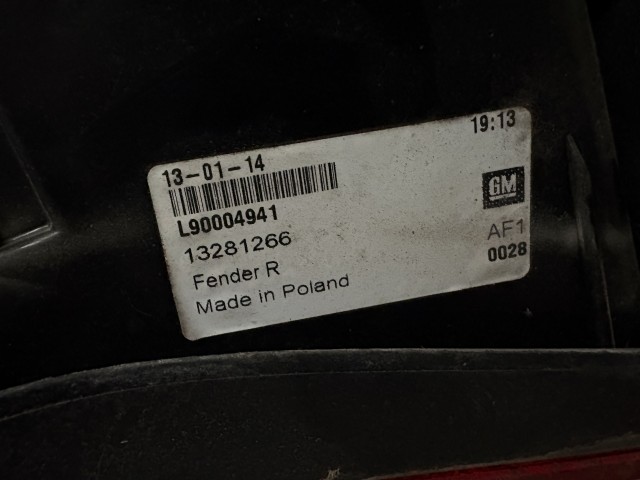 13-01-14
19:13
L90004941
GM
13281266
AF1
Fender R
0028
Made in Poland